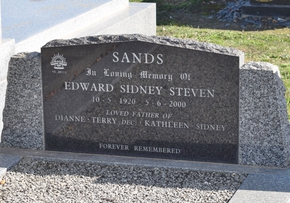 SANDS
In Loving Memory Of
EDWARD SIDNEY STEVEN
10 · 5 · 1920 · 5 · 6 · 2000
LOVED FATHER OF
DIANNE · TERRY DEC. · KATHLEEN · SIDNEY
FOREVER REMEMBERED